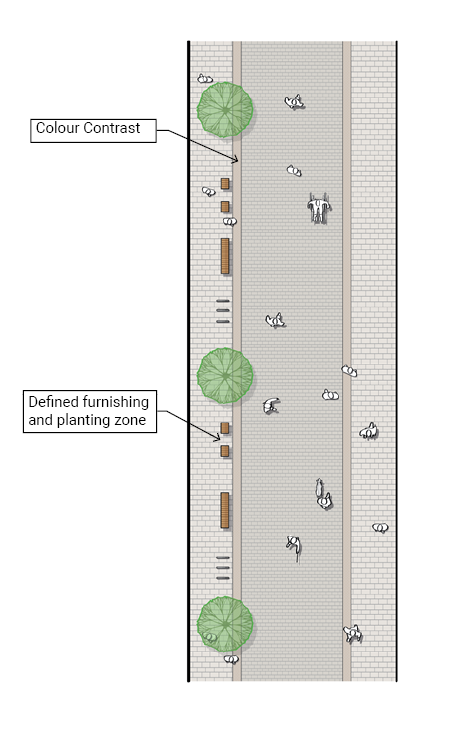 Colour Contrast
Defined furnishing
and planting zone